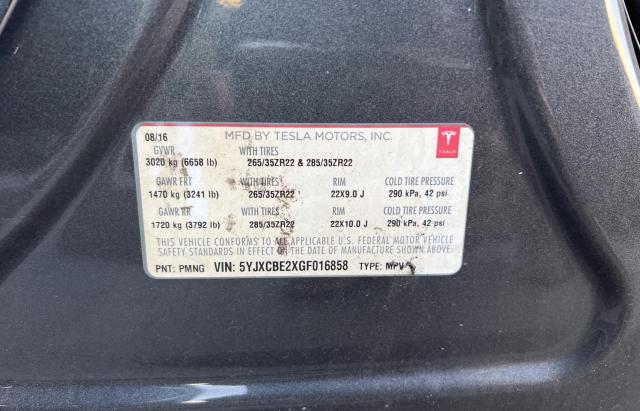 08/16 MFD BY TESLA MOTORS, INC.
GVWR WITH TIRES
3020 kg (6658 lb) 265/35ZR22 & 285/35ZR22
TESLA
GAWR FRT WITH TIRES RIM COLD TIRE PRESSURE
1470 kg (3241 lb) 265/35ZR22 22X9.0 J 290 kPa, 42 psi
GAWR RR WITH TIRES RIM COLD TIRE PRESSURE
1720 kg (3792 lb) 285/35ZR22 22X10.0 J 290 kPa, 42 psi
THIS VEHICLE CONFORMS TO ALL APPLICABLE U.S. FEDERAL MOTOR VEHICLE
SAFETY STANDARDS IN EFFECT ON THE DATE OF MANUFACTURE SHOWN ABOVE.
PNT: PMNG VIN: 5YJXCBE2XGF016858 TYPE: MPV